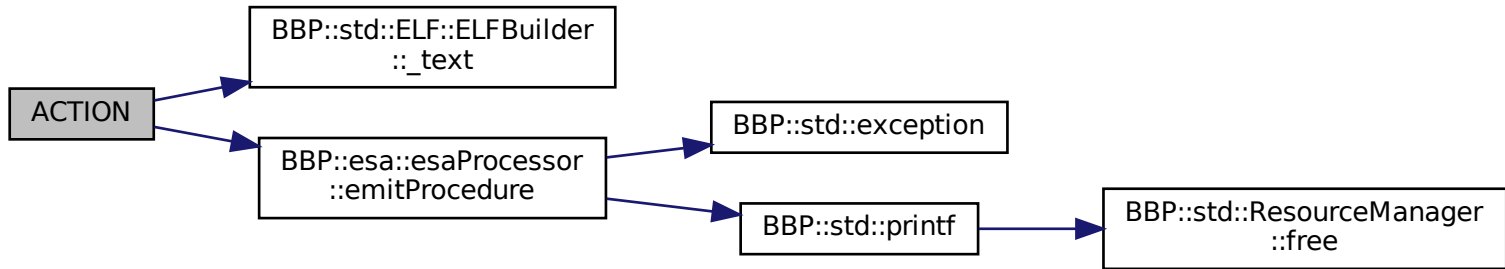 BBP::std::ELF::ELFBuilder
::_text
ACTION
BBP::std::exception
BBP::esa::esaProcessor
::emitProcedure
BBP::std::printf
BBP::std::ResourceManager
::free